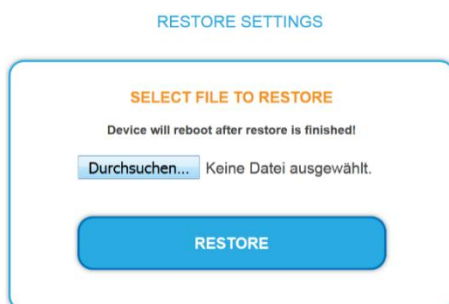 RESTORE SETTINGS
SELECT FILE TO RESTORE
Device will reboot after restore is finished!
Durchsuchen... Keine Datei ausgewählt.
RESTORE